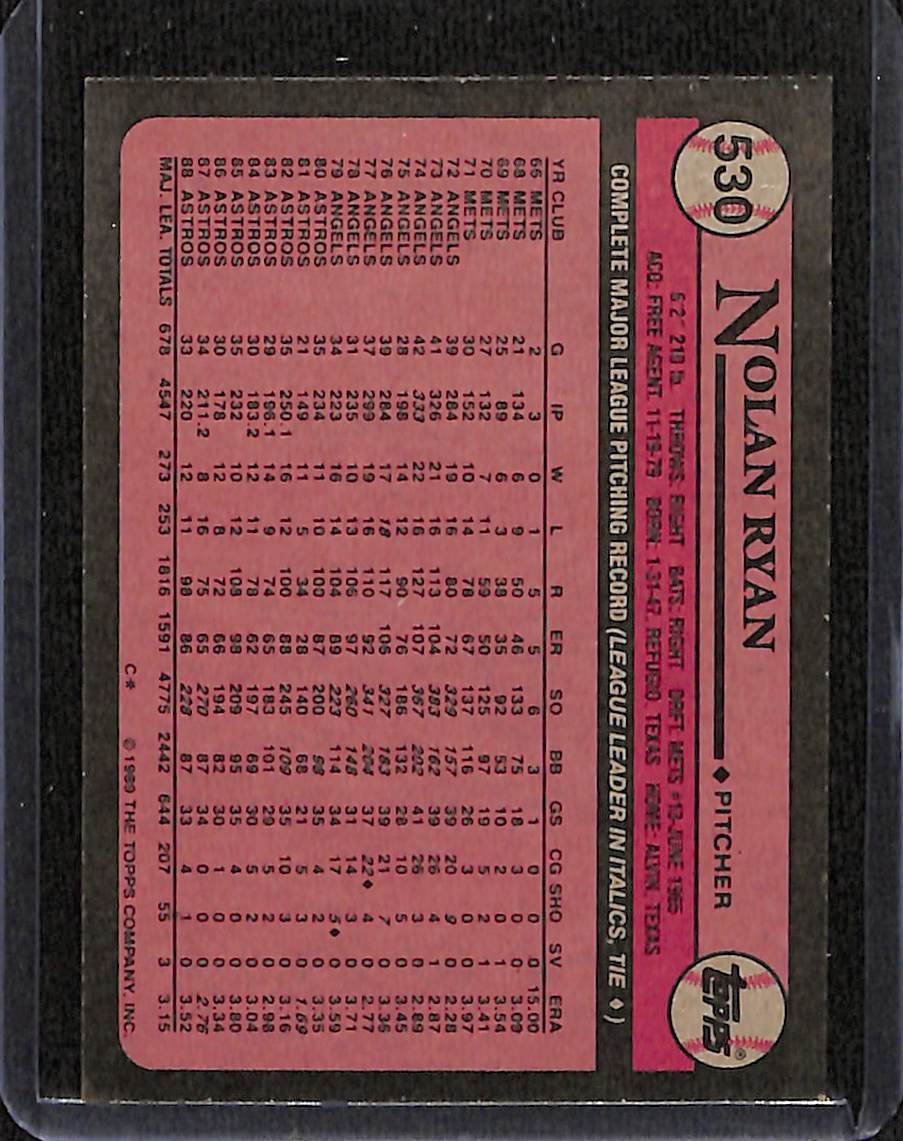 530
NOLAN RYAN ♦ PITCHER
TOPPS®
6'2" 210 lb. THROWS: RIGHT BATS: RIGHT DRFT: METS #12-JUNE 1965
ACQ: FREE AGENT, 11-19-79 BORN: 1-31-47, REFUGIO, TEXAS HOME: ALVIN, TEXAS
COMPLETE MAJOR LEAGUE PITCHING RECORD (LEAGUE LEADER IN ITALICS, TIE ♦)
YR CLUB G IP W L R ER SO BB GS CG SHO SV ERA
66 METS 2 3 0 1 5 5 6 3 1 0 0 0 15.00
68 METS 21 134 6 9 50 46 133 75 18 3 0 0 3.09
69 METS 25 89 6 3 38 35 92 53 10 2 0 1 3.54
70 METS 27 132 7 11 59 50 125 97 19 5 2 1 3.41
71 METS 30 152 10 14 78 67 137 116 26 3 0 0 3.97
72 ANGELS 39 284 19 16 80 72 329 157 39 20 9 0 2.28
73 ANGELS 41 326 21 16 113 104 383 162 39 26 4 1 2.87
74 ANGELS 42 333 22 16 127 107 367 202 41 26 3 0 2.89
75 ANGELS 28 198 14 12 90 76 186 132 28 10 5 0 3.45
76 ANGELS 39 284 17 18 117 106 327 183 39 21 7 0 3.36
77 ANGELS 37 299 19 16 110 92 341 204 37 22♦ 4 0 2.77
78 ANGELS 31 235 10 13 106 97 260 148 31 14 3 0 3.71
79 ANGELS 34 223 16 14 104 89 223 114 34 17 5♦ 0 3.59
80 ASTROS 35 234 11 10 100 87 200 98 35 4 2 0 3.35
81 ASTROS 21 149 11 5 34 28 140 68 21 5 3 0 1.69
82 ASTROS 35 250.1 16 12 100 88 245 109 35 10 3 0 3.16
83 ASTROS 29 196.1 14 9 74 65 183 101 29 5 2 0 2.98
84 ASTROS 30 183.2 12 11 78 62 197 69 30 5 2 0 3.04
85 ASTROS 35 232 10 12 108 98 209 95 35 4 0 0 3.80
86 ASTROS 30 178 12 8 72 66 194 82 30 1 0 0 3.34
87 ASTROS 34 211.2 8 16 75 65 270 87 34 0 0 0 2.76
88 ASTROS 33 220 12 11 98 86 228 87 33 4 1 0 3.52
MAJ. LEA. TOTALS 678 4547 273 253 1816 1591 4775 2442 644 207 55 3 3.15
C* © 1989 THE TOPPS COMPANY, INC.